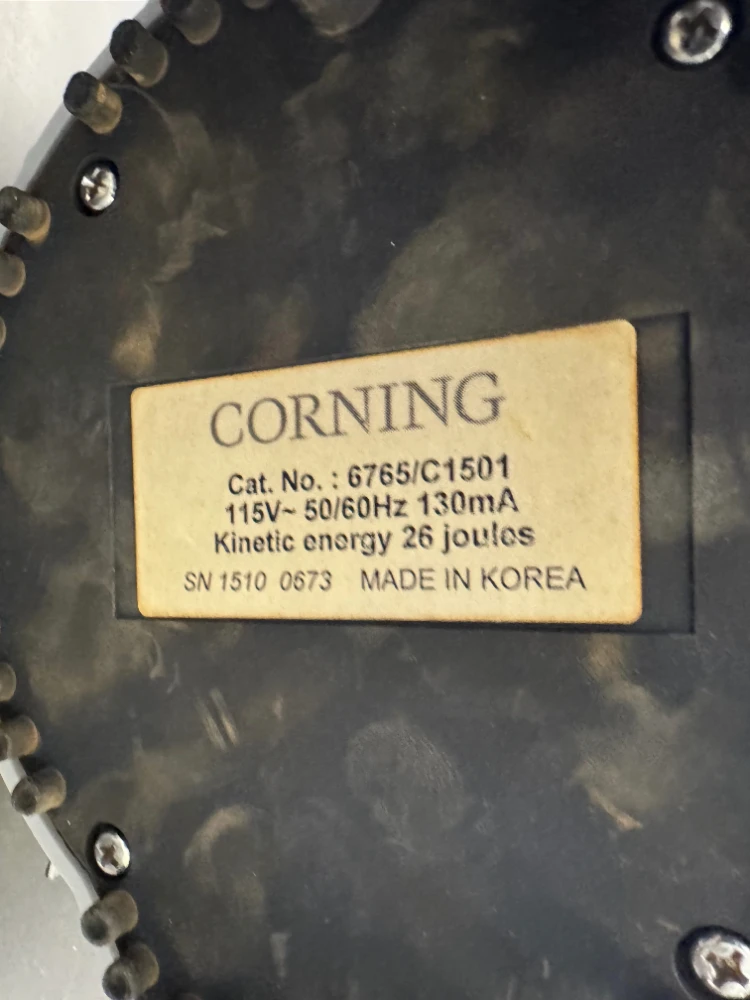 CORNING
Cat. No. : 6765/C1501
115V~ 50/60Hz 130mA
Kinetic energy 26 joules
SN 1510 0673 MADE IN KOREA